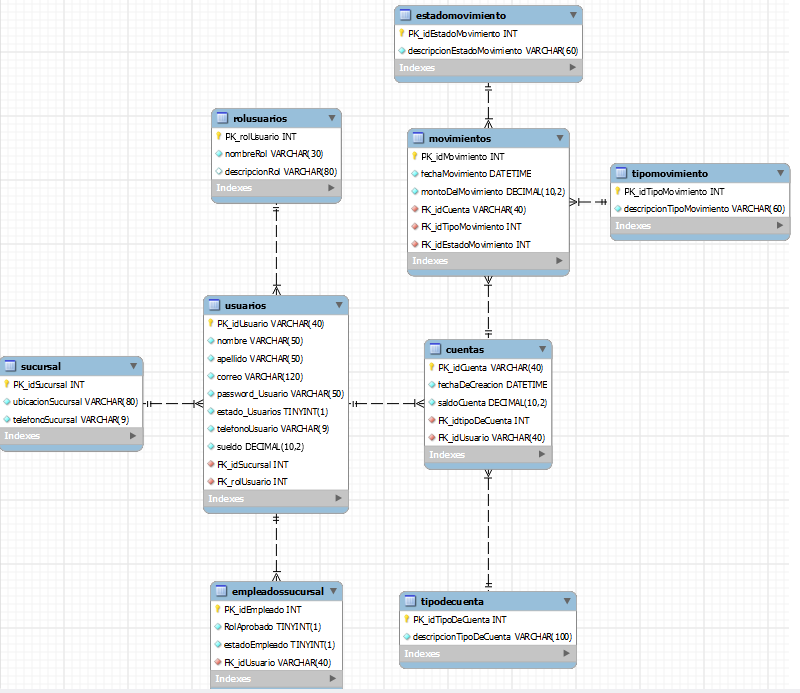 estadomovimiento
PK_idEstadoMovimiento INT
descripcionEstadoMovimiento VARCHAR(60)
Indexes
rolusuarios
PK_rolUsuario INT
nombreRol VARCHAR(30)
descripcionRol VARCHAR(80)
Indexes
movimientos
PK_idMovimiento INT
fechaMovimiento DATETIME
montoDelMovimiento DECIMAL(10,2)
FK_idCuenta VARCHAR(40)
FK_idTipoMovimiento INT
FK_idEstadoMovimiento INT
Indexes
tipomovimiento
PK_idTipoMovimiento INT
descripcionTipoMovimiento VARCHAR(60)
Indexes
usuarios
PK_idUsuario VARCHAR(40)
nombre VARCHAR(50)
apellido VARCHAR(50)
correo VARCHAR(120)
password_Usuario VARCHAR(50)
estado_Usuarios TINYINT(1)
telefonoUsuario VARCHAR(9)
sueldo DECIMAL(10,2)
FK_idSucursal INT
FK_rolUsuario INT
Indexes
cuentas
PK_idCuenta VARCHAR(40)
fechaDeCreacion DATETIME
saldoCuenta DECIMAL(10,2)
FK_idtipoDeCuenta INT
FK_idUsuario VARCHAR(40)
Indexes
sucursal
PK_idSucursal INT
ubicacionSucursal VARCHAR(80)
telefonoSucursal VARCHAR(9)
Indexes
empleadossucursal
PK_idEmpleado INT
RolAprobado TINYINT(1)
estadoEmpleado TINYINT(1)
FK_idUsuario VARCHAR(40)
Indexes
tipodecuenta
PK_idTipoDeCuenta INT
descripcionTipoDeCuenta VARCHAR(100)
Indexes